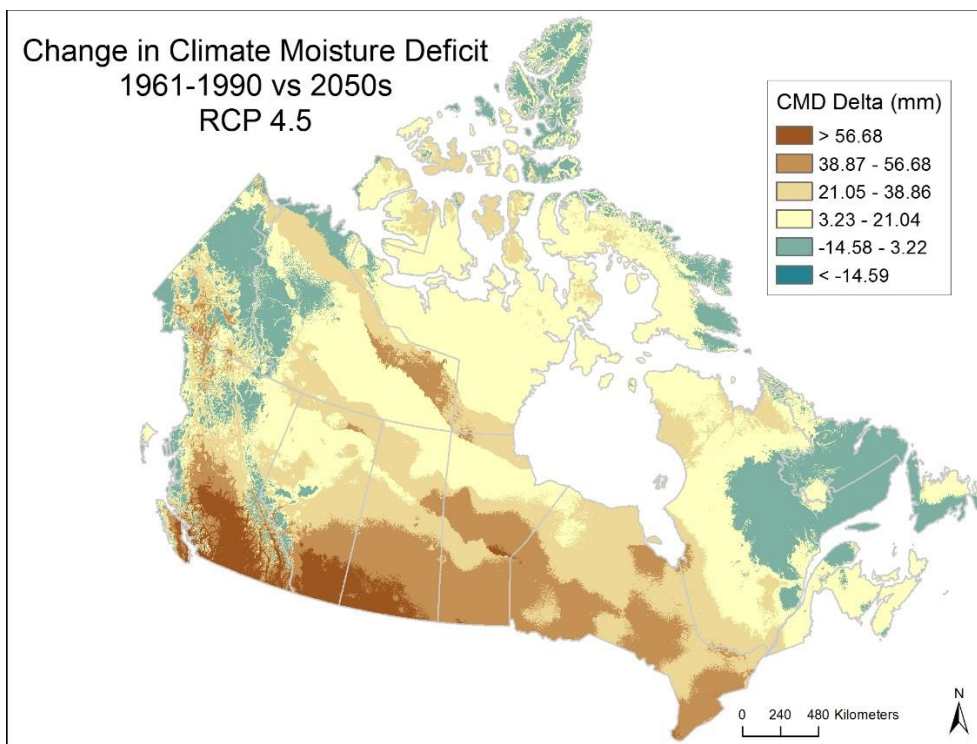 Change in Climate Moisture Deficit
1961-1990 vs 2050s
RCP 4.5
CMD Delta (mm)
> 56.68
38.87 - 56.68
21.05 - 38.86
3.23 - 21.04
-14.58 - 3.22
< -14.59
N
0 240 480 Kilometers